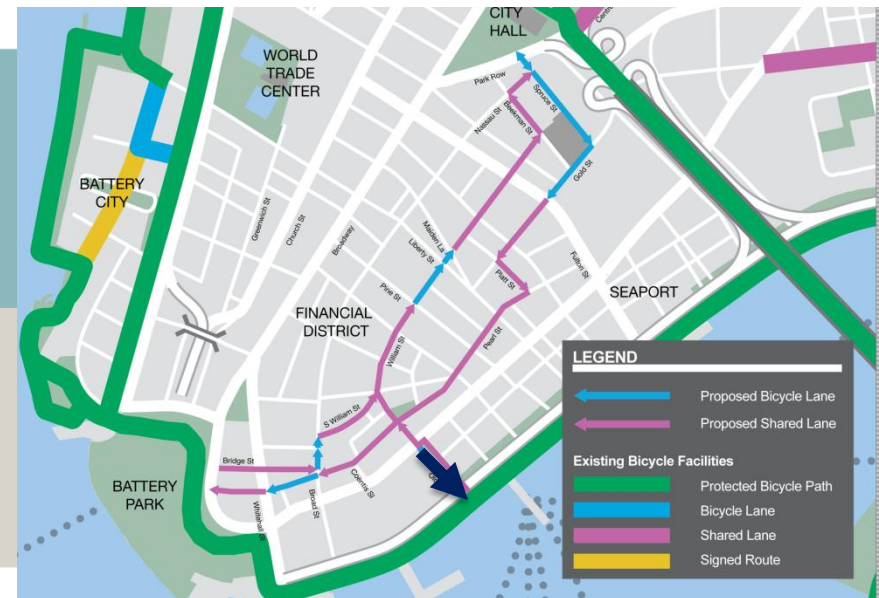 CITY
HALL
Centre
WORLD
TRADE
CENTER
Park Row
Spruce St
Nassau St
Beekman St
Gold St
BATTERY
CITY
Greenwich St
Church St
Broadway
Maiden La
Liberty St
Pine St
Platt St
Fulton St
SEAPORT
FINANCIAL
DISTRICT
William St
Pearl St
S William St
Bridge St
BATTERY
PARK
Whitehall St
Broad St
Coentis Sl
LEGEND
Proposed Bicycle Lane
Proposed Shared Lane
Existing Bicycle Facilities
Protected Bicycle Path
Bicycle Lane
Shared Lane
Signed Route